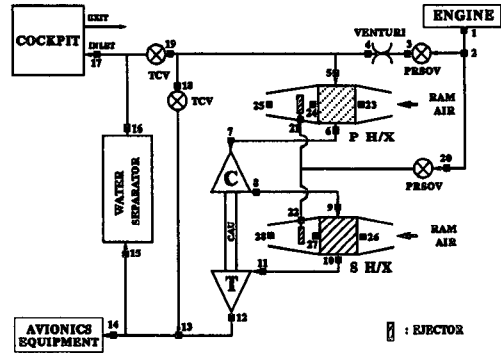 ENGINE
1
EXIT
COCKPIT
INLET
17
19
TCV
VENTURI
4
3
PRSOV
2
18
TCV
5
25
24
23
RAM
AIR
21
6
P H/X
16
7
C
8
20
PRSOV
WATER
SEPARATOR
CAU
22
9
28
27
26
RAM
AIR
10
S H/X
15
T
11
12
14
13
AVIONICS
EQUIPMENT
: EJECTOR